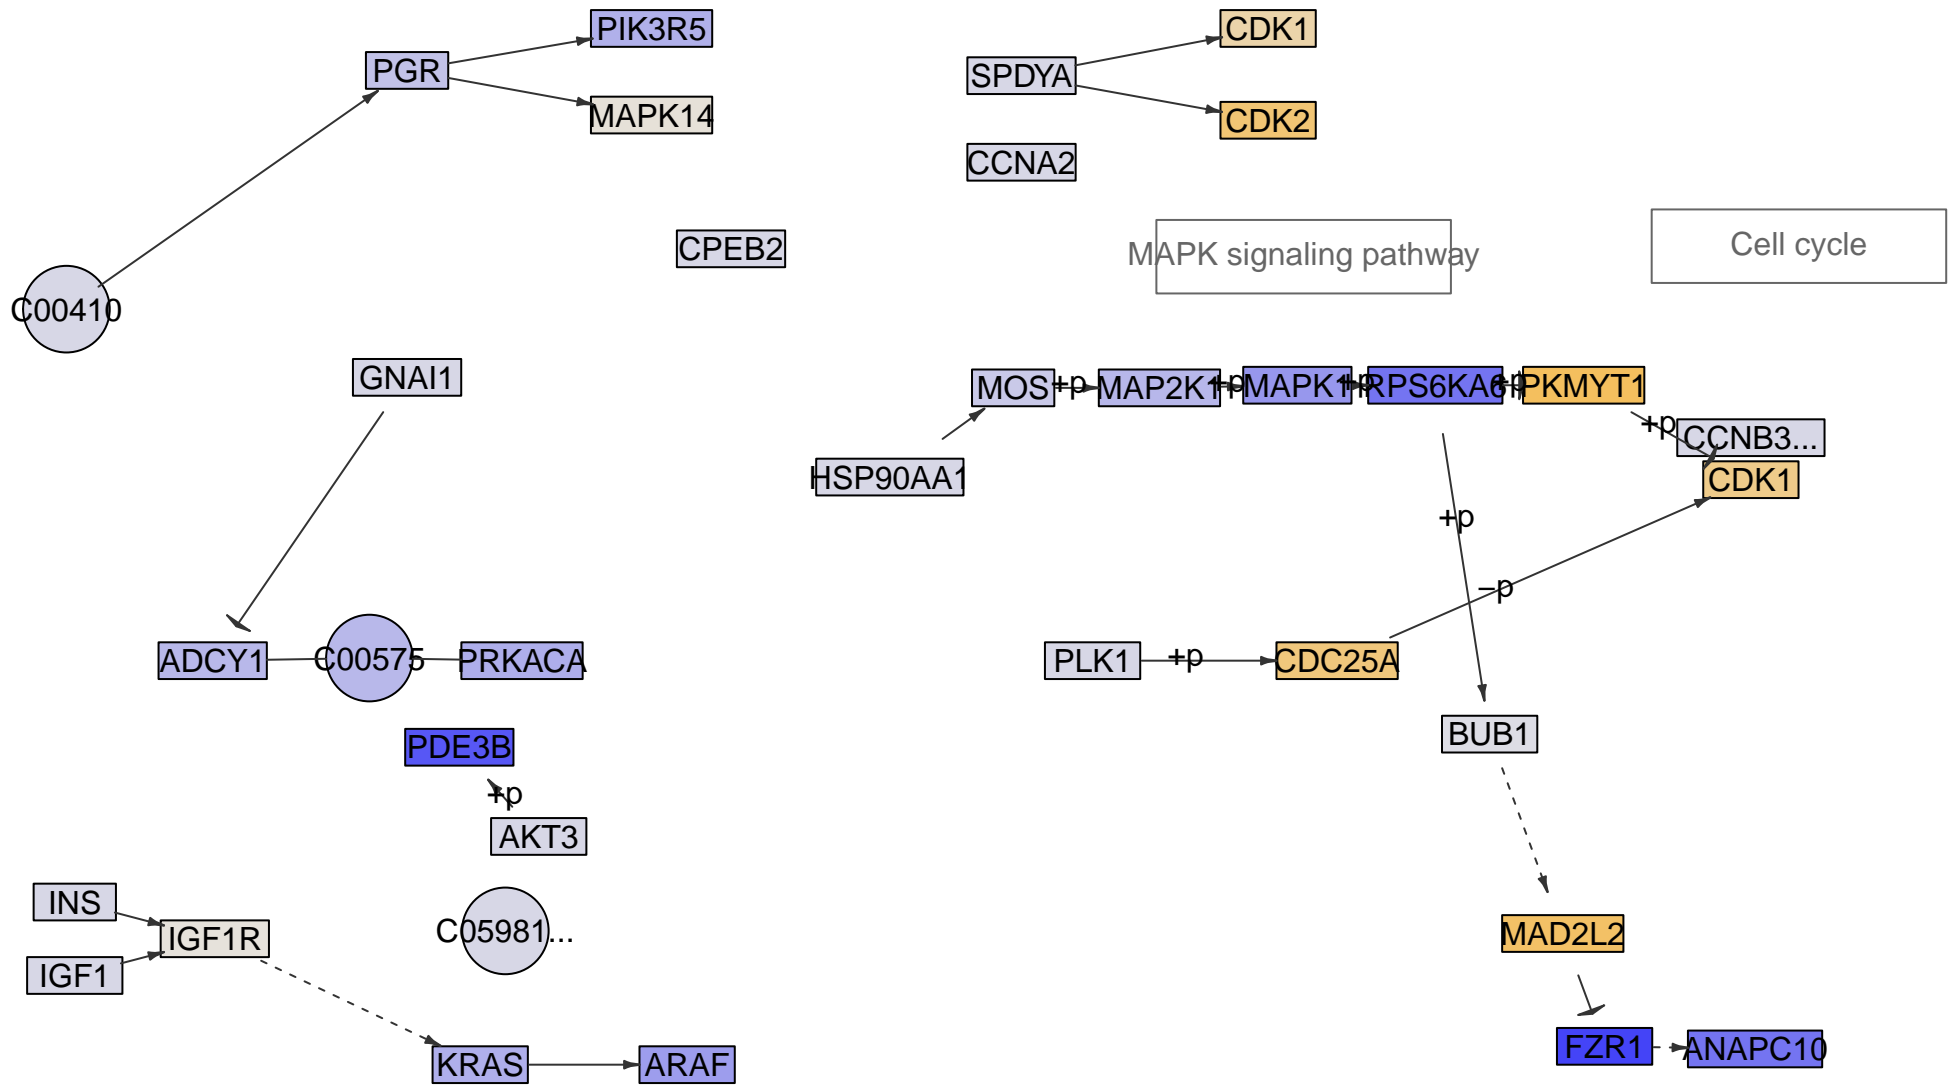 PIK3R5
CDK1
PGR
SPDYA
MAPK14
CDK2
CCNA2
CPEB2
MAPK signaling pathway
Cell cycle
C00410
GNAI1
MOS
+p
MAP2K1
+p
MAPK1
+p
RPS6KA6
+p
PKMYT1
+p
CCNB3...
HSP90AA1
CDK1
+p
–p
ADCY1
C00575
PRKACA
PLK1
+p
CDC25A
BUB1
PDE3B
+p
AKT3
INS
IGF1R
C05981...
MAD2L2
IGF1
KRAS
ARAF
FZR1
ANAPC10